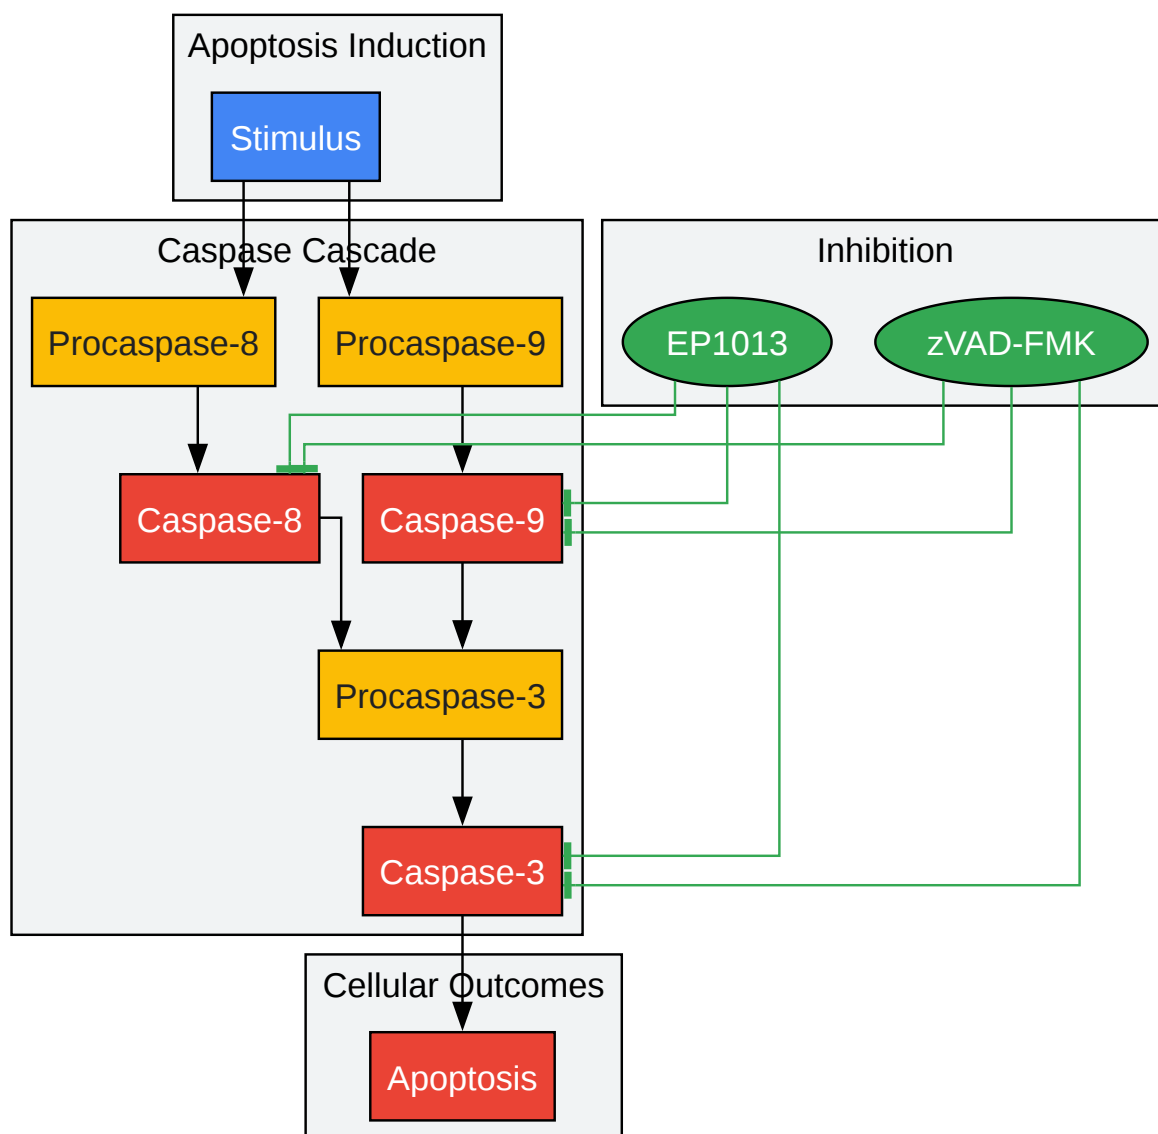 Apoptosis Induction
Stimulus
Caspase Cascade
Inhibition
Procaspase-8
Procaspase-9
EP1013
zVAD-FMK
Caspase-8
Caspase-9
Procaspase-3
Caspase-3
Cellular Outcomes
Apoptosis